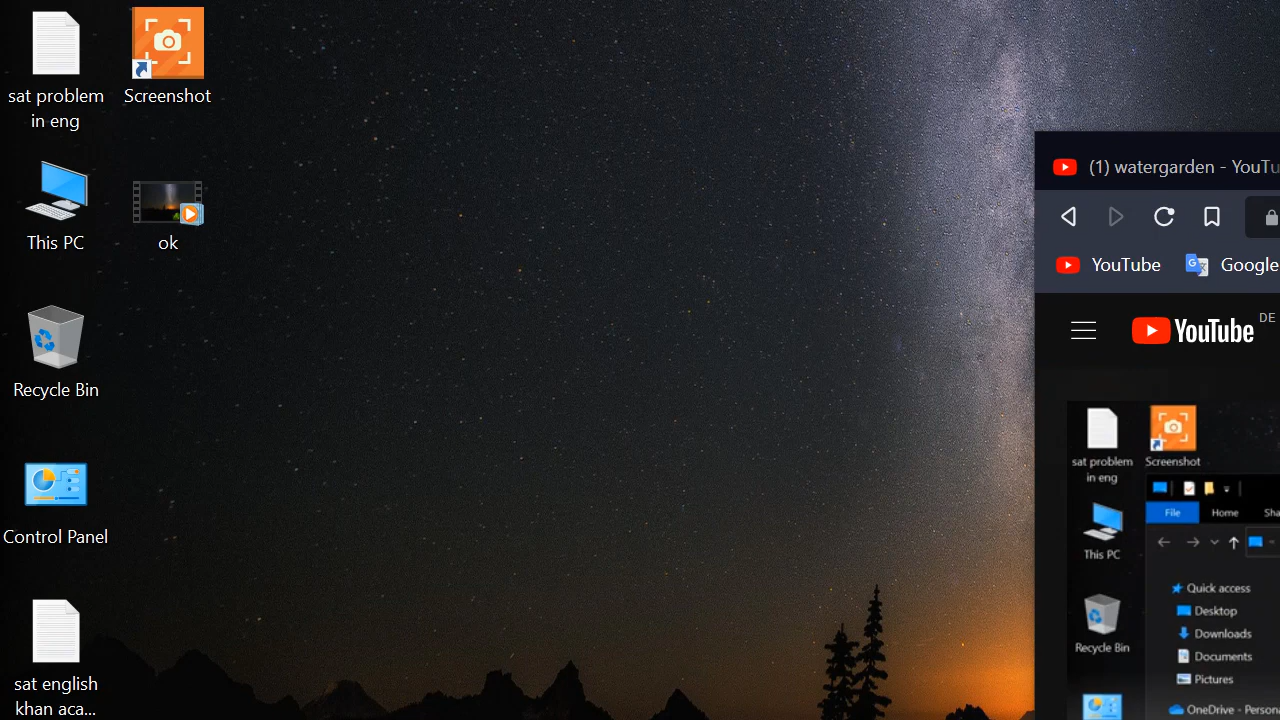 sat problem
in eng
Screenshot
This PC
ok
Recycle Bin
Control Panel
sat english
khan aca...
(1) watergarden - YouTu
YouTube
Google
YouTube DE
sat problem
in eng
Screenshot
File Home Sha
This PC
Quick access
Desktop
Downloads
Recycle Bin
Documents
Pictures
OneDrive - Persona